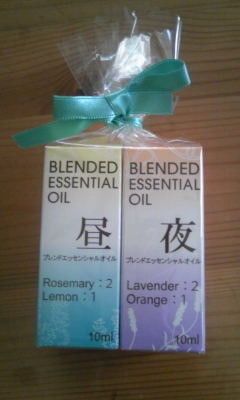 BLENDED
ESSENTIAL
OIL
昼
ブレンドエッセンシャルオイル
Rosemary：2
Lemon：1
10ml
BLENDED
ESSENTIAL
OIL
夜
ブレンドエッセンシャルオイル
Lavender：2
Orange：1
10ml